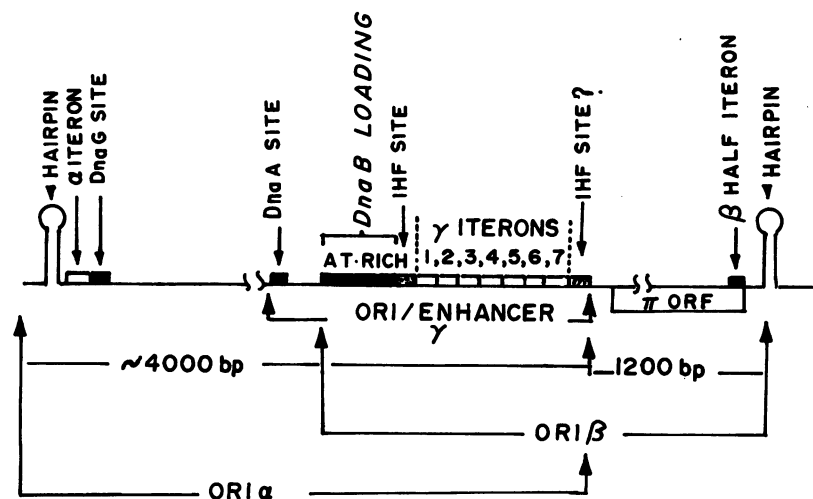 HAIRPIN
α ITERON
DnaG SITE
DnaA SITE
DnaB LOADING
IHF SITE
IHF SITE?
β HALF ITERON
HAIRPIN
γ ITERONS
AT-RICH
1,2,3,4,5,6,7
ORI/ENHANCER
γ
π ORF
~4000 bp
1200 bp
ORI β
ORI α